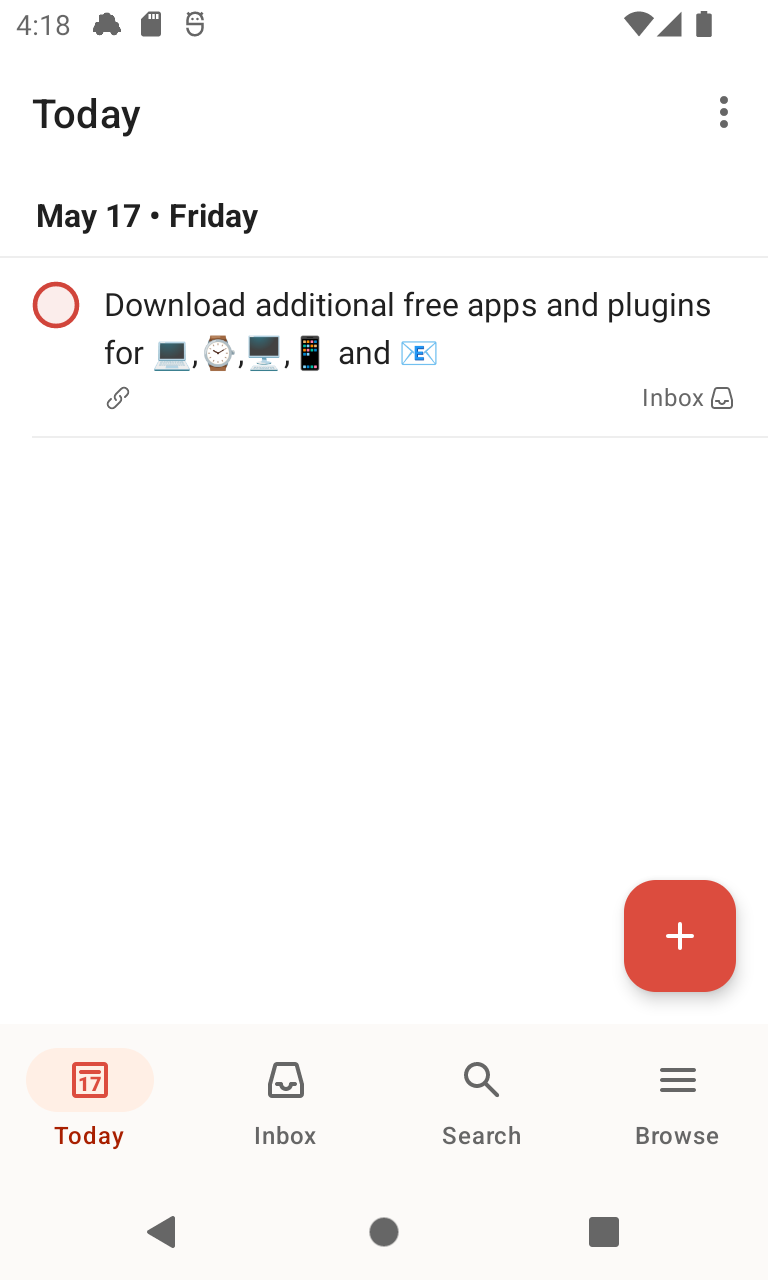 4:18
Today
May 17 • Friday
Download additional free apps and plugins
for 💻,⌚,🖥️,📱 and 📧
Inbox
17
Today
Inbox
Search
Browse